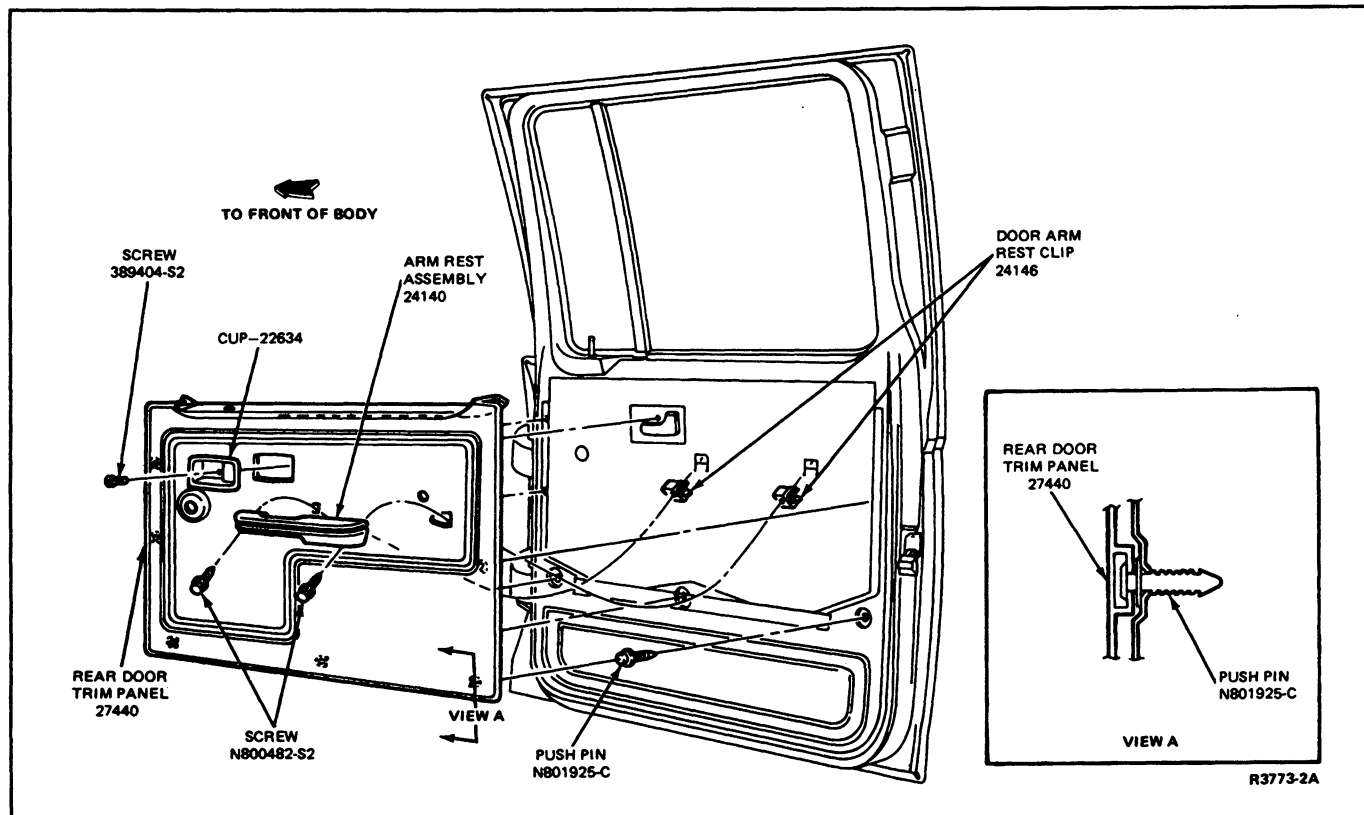 TO FRONT OF BODY
SCREW
389404-S2
ARM REST
ASSEMBLY
24140
DOOR ARM
REST CLIP
24146
CUP-22634
REAR DOOR
TRIM PANEL
27440
REAR DOOR
TRIM PANEL
27440
SCREW
N800482-S2
VIEW A
PUSH PIN
N801925-C
PUSH PIN
N801925-C
VIEW A
R3773-2A